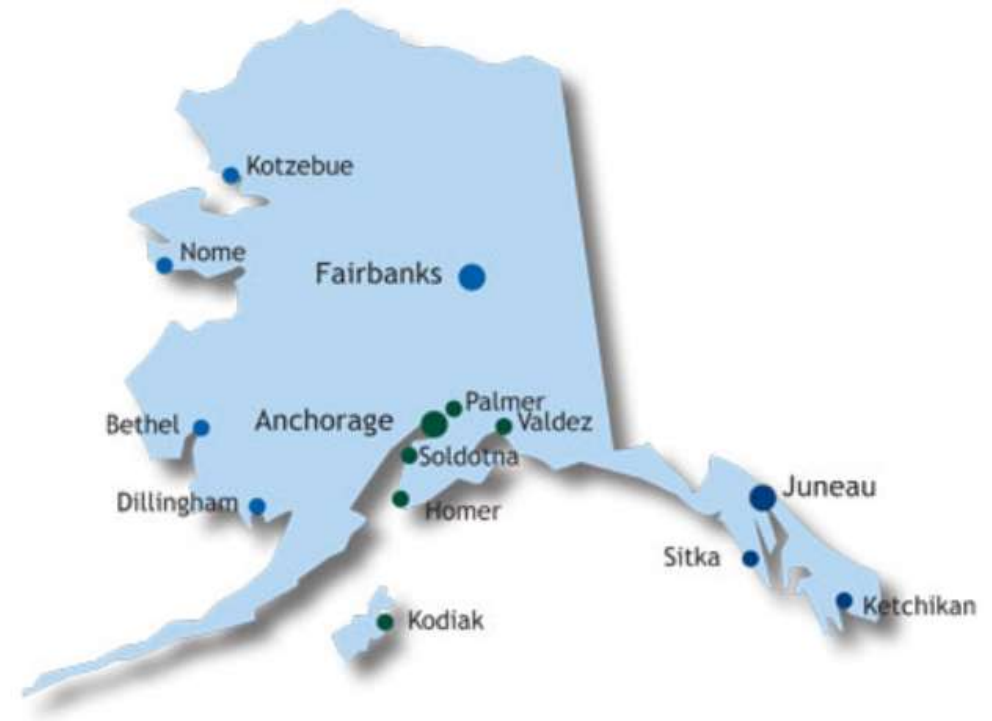 Kotzebue
Nome
Fairbanks
Palmer
Anchorage
Valdez
Bethel
Soldotna
Juneau
Dillingham
Homer
Sitka
Ketchikan
Kodiak